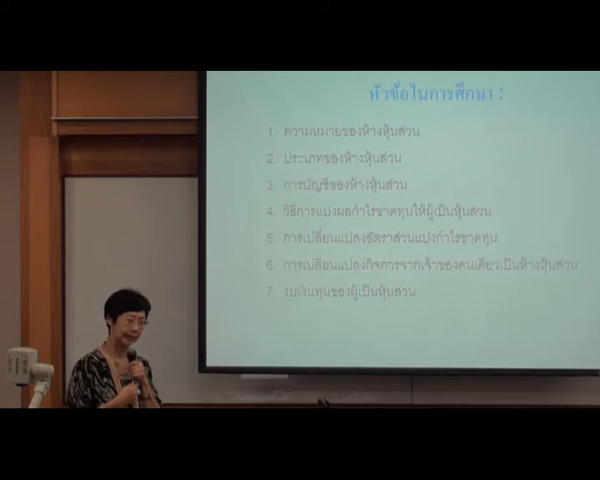 หัวข้อในการศึกษา :
1. ความหมายของห้างหุ้นส่วน
2. ประเภทของห้างหุ้นส่วน
3. การบัญชีของห้างหุ้นส่วน
4. วิธีการแบ่งผลกำไรขาดทุนให้ผู้เป็นหุ้นส่วน
5. การเปลี่ยนแปลงอัตราส่วนแบ่งกำไรขาดทุน
6. การเปลี่ยนแปลงกิจการจากเจ้าของคนเดียวเป็นห้างหุ้นส่วน
7. งบเงินทุนของผู้เป็นหุ้นส่วน